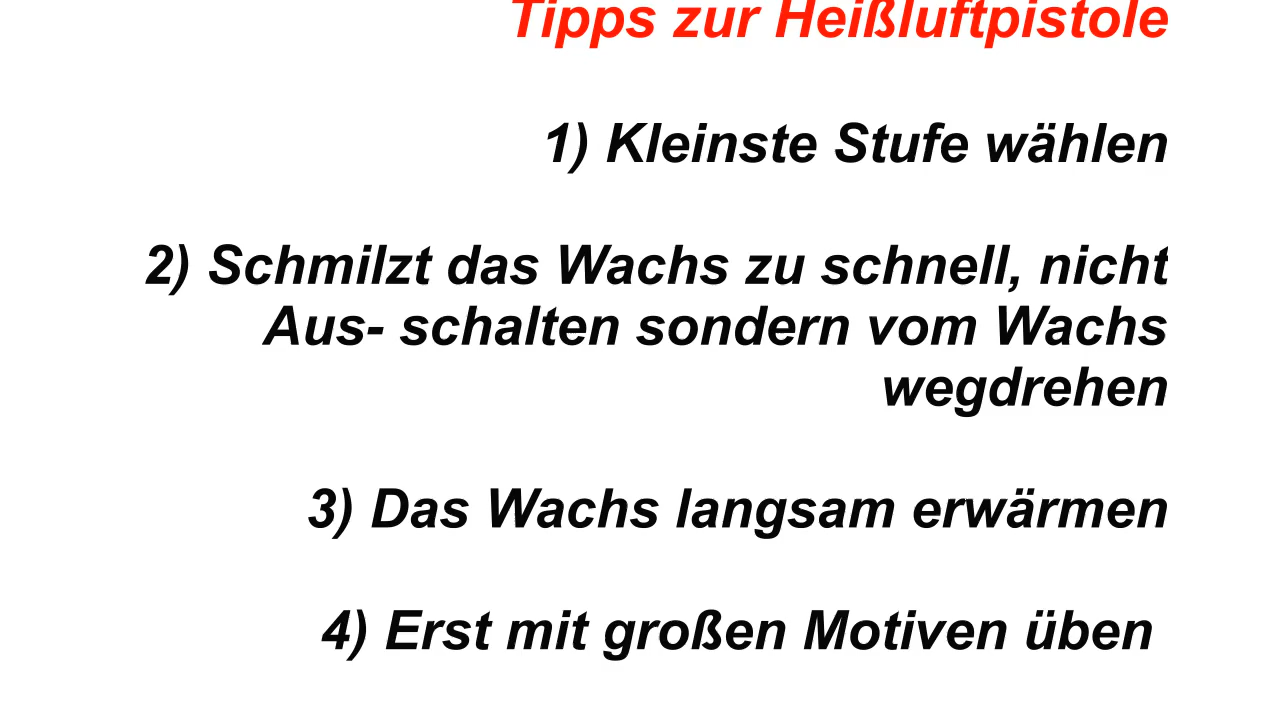 Tipps zur Heißluftpistole
1) Kleinste Stufe wählen
2) Schmilzt das Wachs zu schnell, nicht
Aus- schalten sondern vom Wachs
wegdrehen
3) Das Wachs langsam erwärmen
4) Erst mit großen Motiven üben